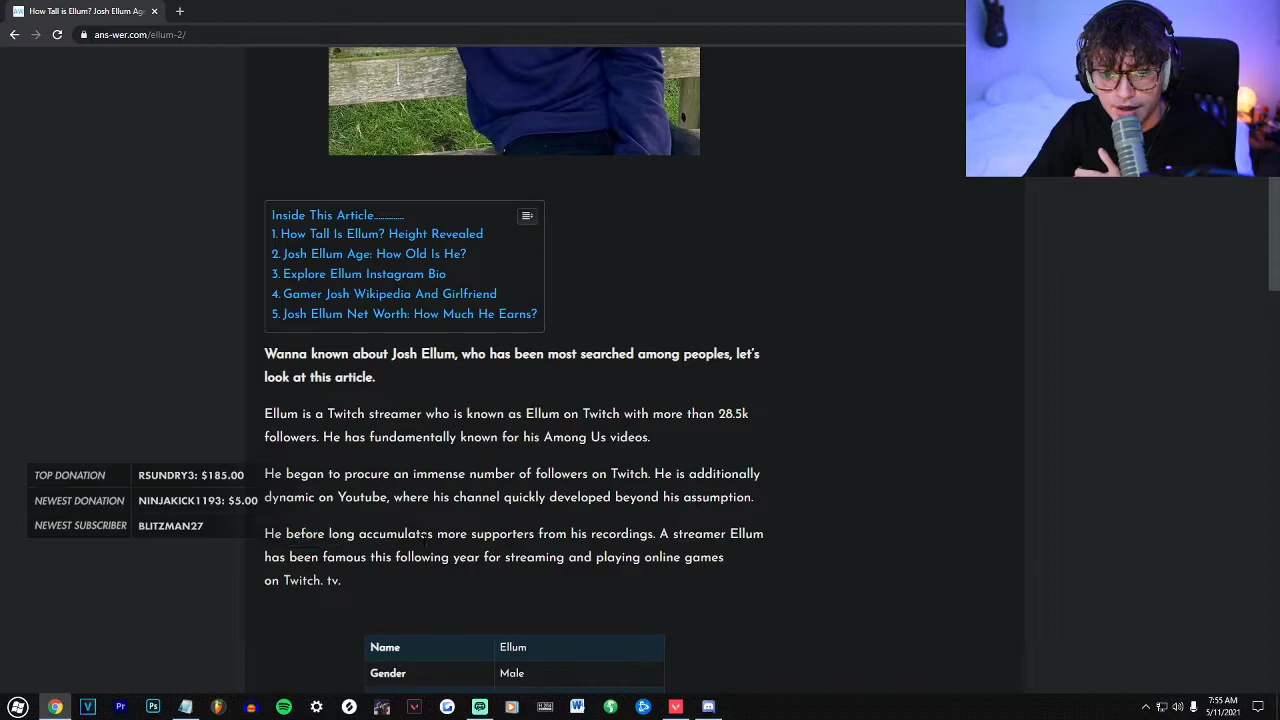 How Tall is Ellum? Josh Ellum Age
ans-wer.com/ellum-2/
Inside This Article..............
1. How Tall Is Ellum? Height Revealed
2. Josh Ellum Age: How Old Is He?
3. Explore Ellum Instagram Bio
4. Gamer Josh Wikipedia And Girlfriend
5. Josh Ellum Net Worth: How Much He Earns?
Wanna known about Josh Ellum, who has been most searched among peoples, let's
look at this article.
Ellum is a Twitch streamer who is known as Ellum on Twitch with more than 28.5k
followers. He has fundamentally known for his Among Us videos.
He began to procure an immense number of followers on Twitch. He is additionally
dynamic on Youtube, where his channel quickly developed beyond his assumption.
He before long accumulates more supporters from his recordings. A streamer Ellum
has been famous this following year for streaming and playing online games
on Twitch. tv.
TOP DONATION RSUNDRY3: $185.00
NEWEST DONATION NINJAKICK1193: $5.00
NEWEST SUBSCRIBER BLITZMAN27
Name Ellum
Gender Male
7:55 AM
5/11/2021